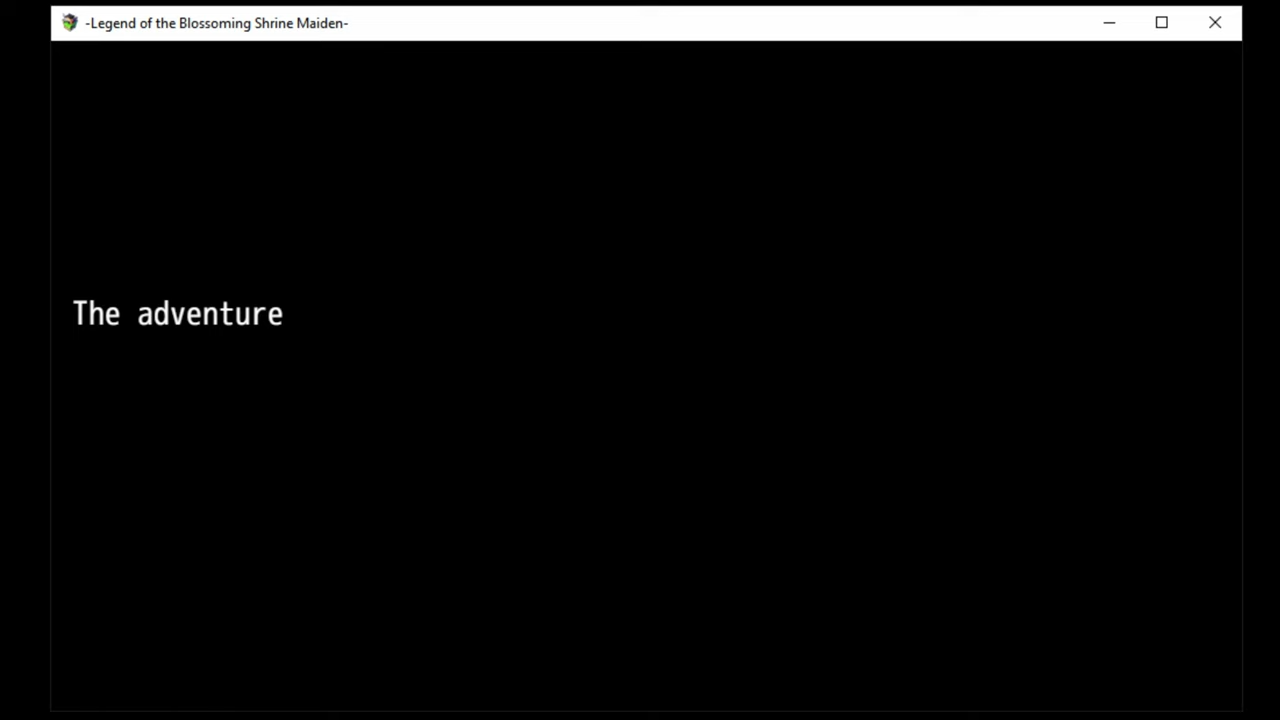 -Legend of the Blossoming Shrine Maiden-
The adventure